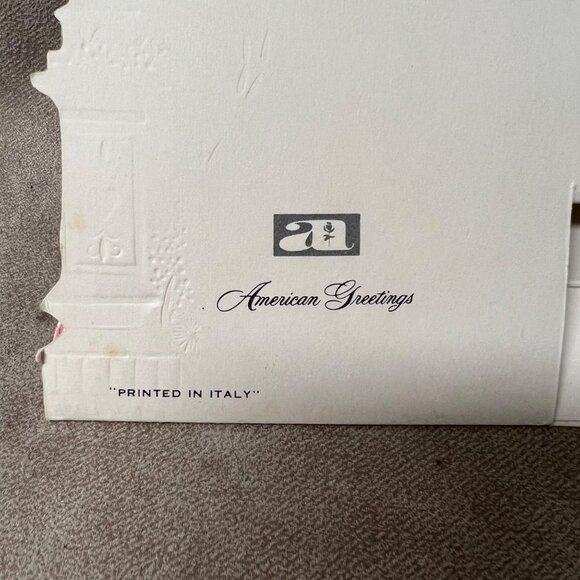 a
American Greetings
"PRINTED IN ITALY"